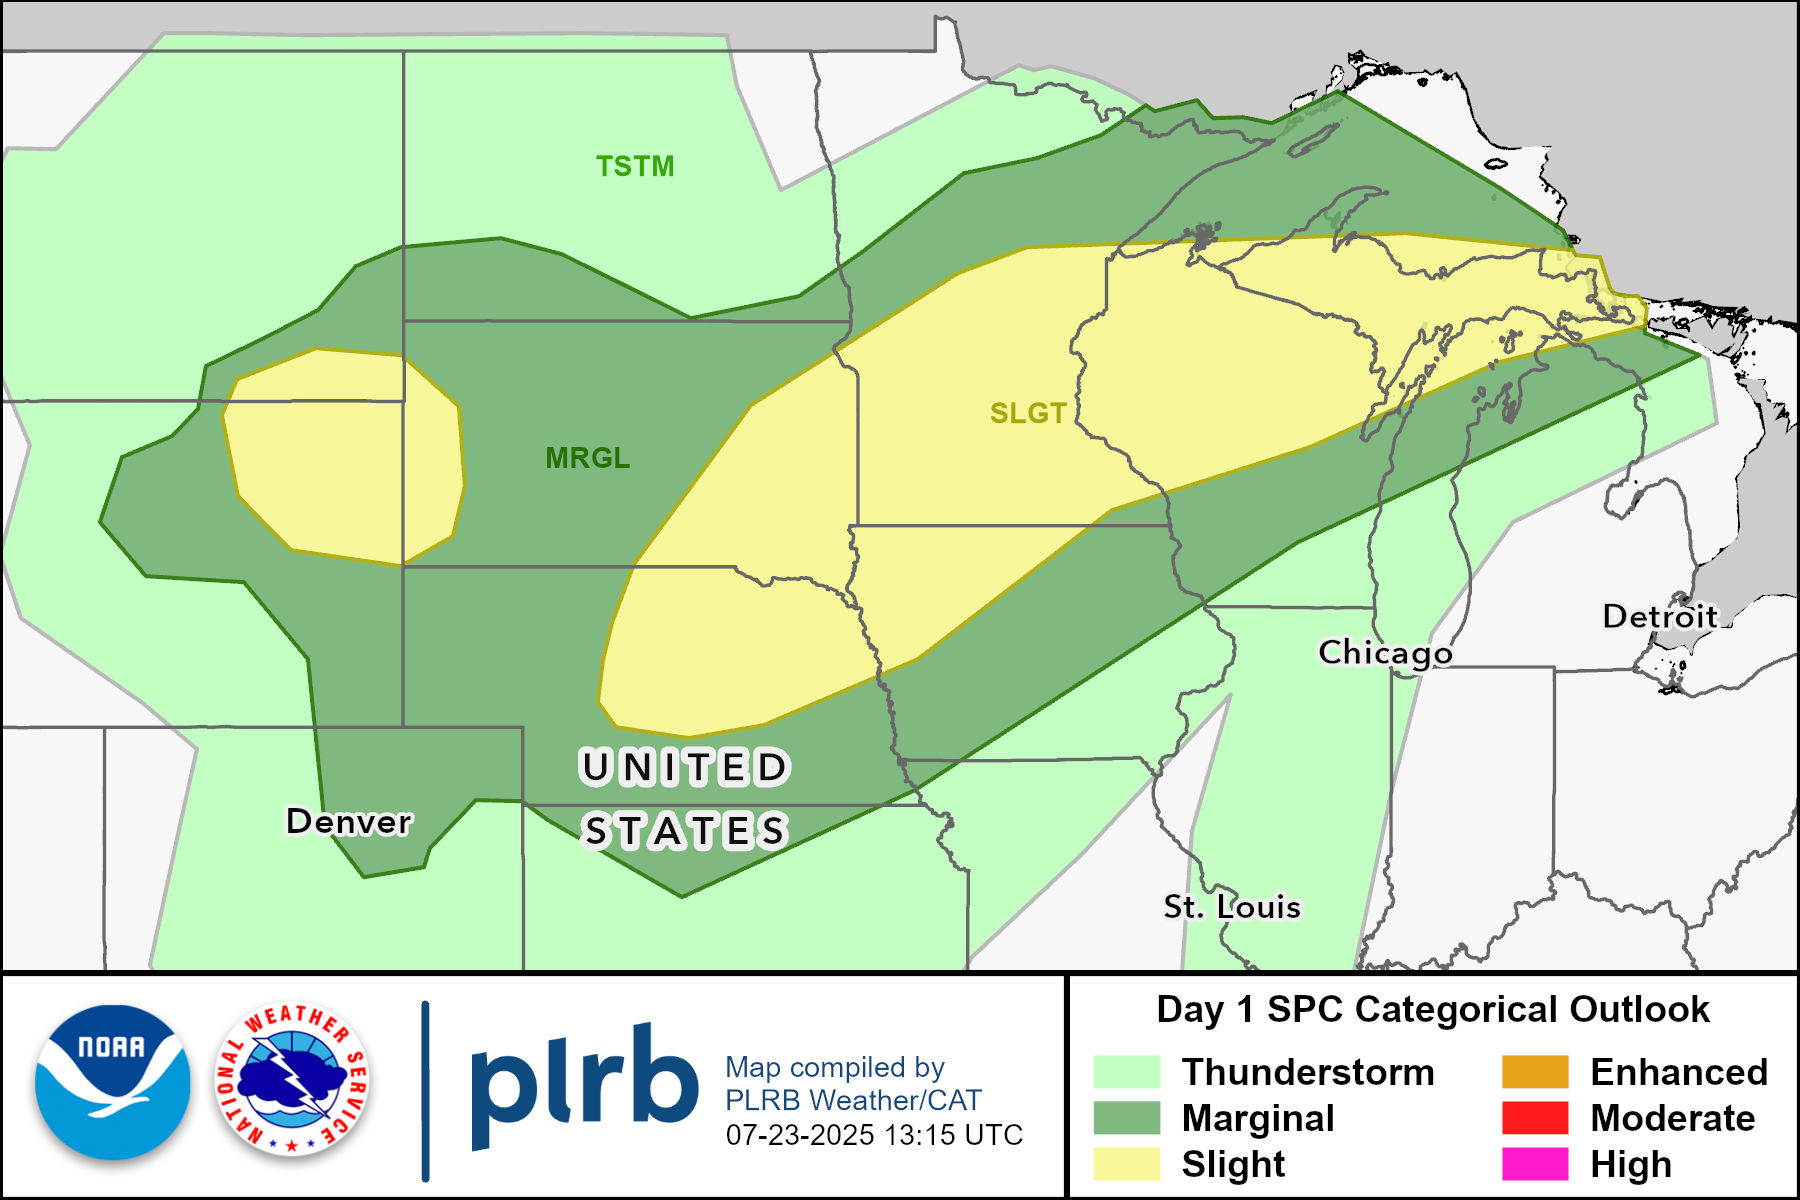 TSTM
SLGT
MRGL
Detroit
Chicago
UNITED
STATES
Denver
St. Louis
NOAA
NATIONAL WEATHER SERVICE
plrb
Map compiled by
PLRB Weather/CAT
07-23-2025 13:15 UTC
Day 1 SPC Categorical Outlook
Thunderstorm
Marginal
Slight
Enhanced
Moderate
High